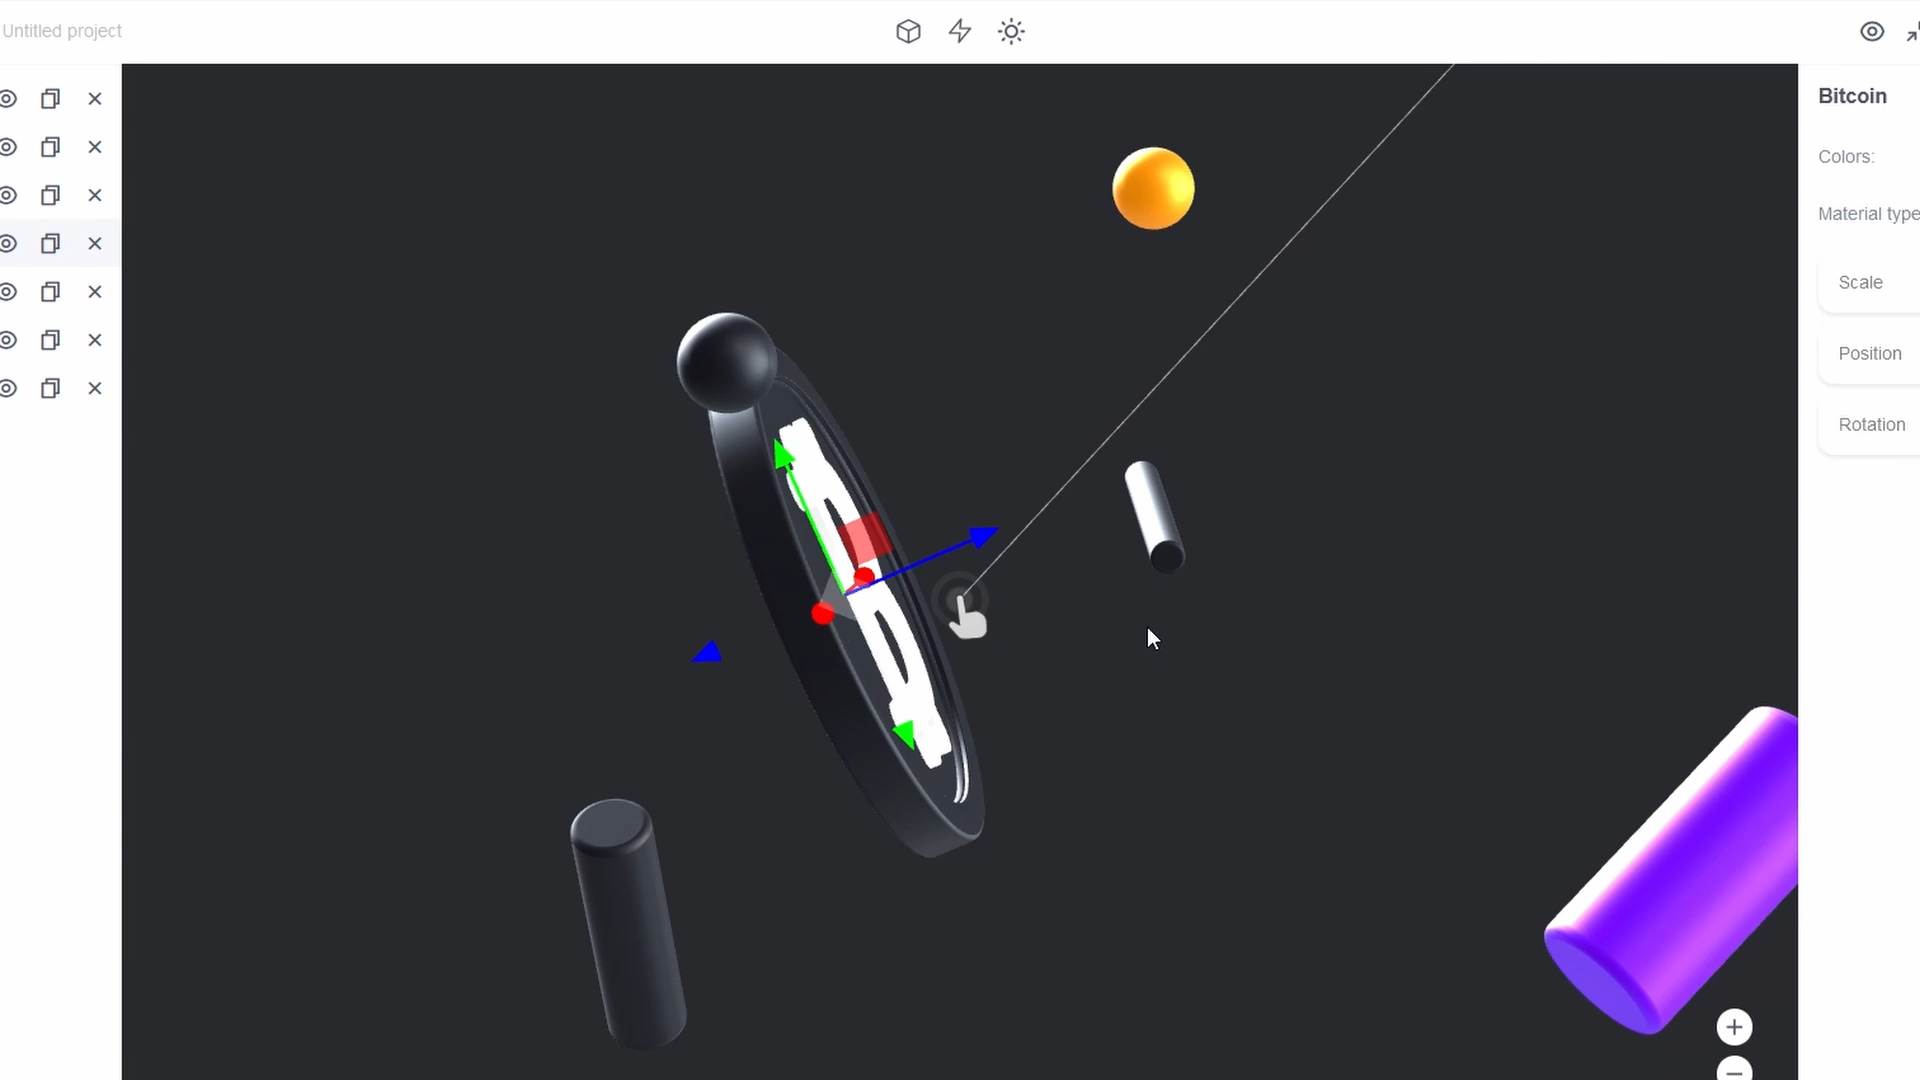 Untitled project
Bitcoin
Colors:
Material type
Scale
Position
Rotation